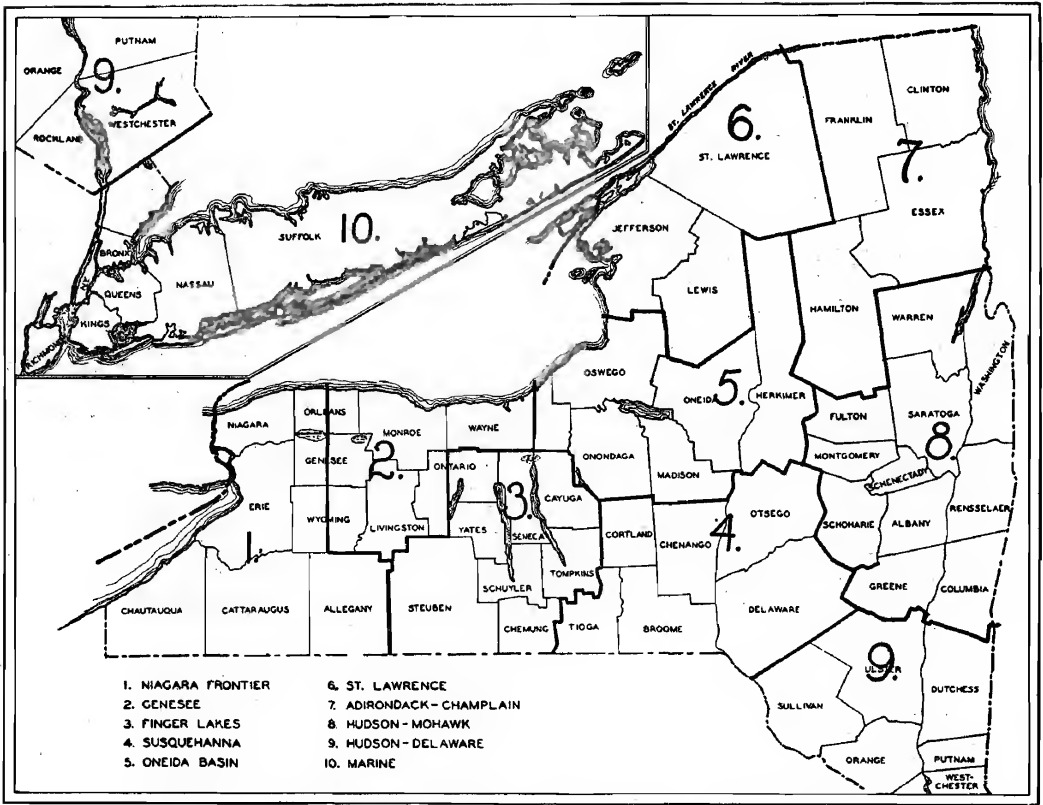 PUTNAM
ORANGE
9.
WESTCHESTER
ROCKLAND
BRONX
QUEENS
NASSAU
KINGS
RICHMOND
SUFFOLK
10.
ST. LAWRENCE RIVER
6.
ST. LAWRENCE
FRANKLIN
CLINTON
7.
ESSEX
JEFFERSON
LEWIS
HAMILTON
WARREN
WASHINGTON
OSWEGO
ONEIDA
5.
HERKIMER
FULTON
SARATOGA
8.
MONTGOMERY
SCHENECTADY
NIAGARA
ORLEANS
MONROE
WAYNE
GENESEE
2.
ONTARIO
3.
CAYUGA
ONONDAGA
MADISON
ERIE
WYOMING
LIVINGSTON
YATES
SENECA
CORTLAND
CHENANGO
4.
OTSEGO
SCHOHARIE
ALBANY
RENSSELAER
1.
SCHUYLER
TOMPKINS
CHAUTAUQUA
CATTARAUGUS
ALLEGANY
STEUBEN
CHEMUNG
TIOGA
BROOME
DELAWARE
GREENE
COLUMBIA
9.
ULSTER
SULLIVAN
DUTCHESS
ORANGE
PUTNAM
WEST-
CHESTER
1. NIAGARA FRONTIER
2. GENESEE
3. FINGER LAKES
4. SUSQUEHANNA
5. ONEIDA BASIN
6. ST. LAWRENCE
7. ADIRONDACK-CHAMPLAIN
8. HUDSON-MOHAWK
9. HUDSON-DELAWARE
10. MARINE